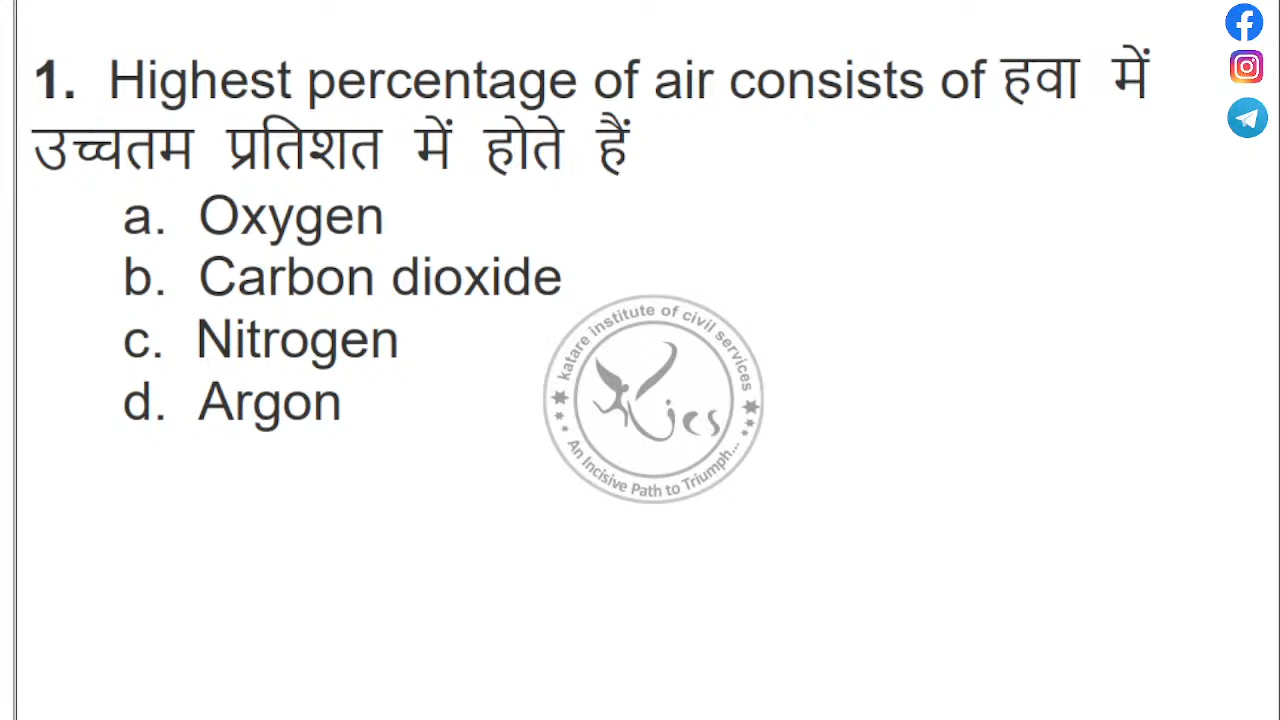 1. Highest percentage of air consists of हवा में
उच्चतम प्रतिशत में होते हैं
a. Oxygen
b. Carbon dioxide
c. Nitrogen
d. Argon
katare institute of civil services
kics
An Incisive Path to Triumph...